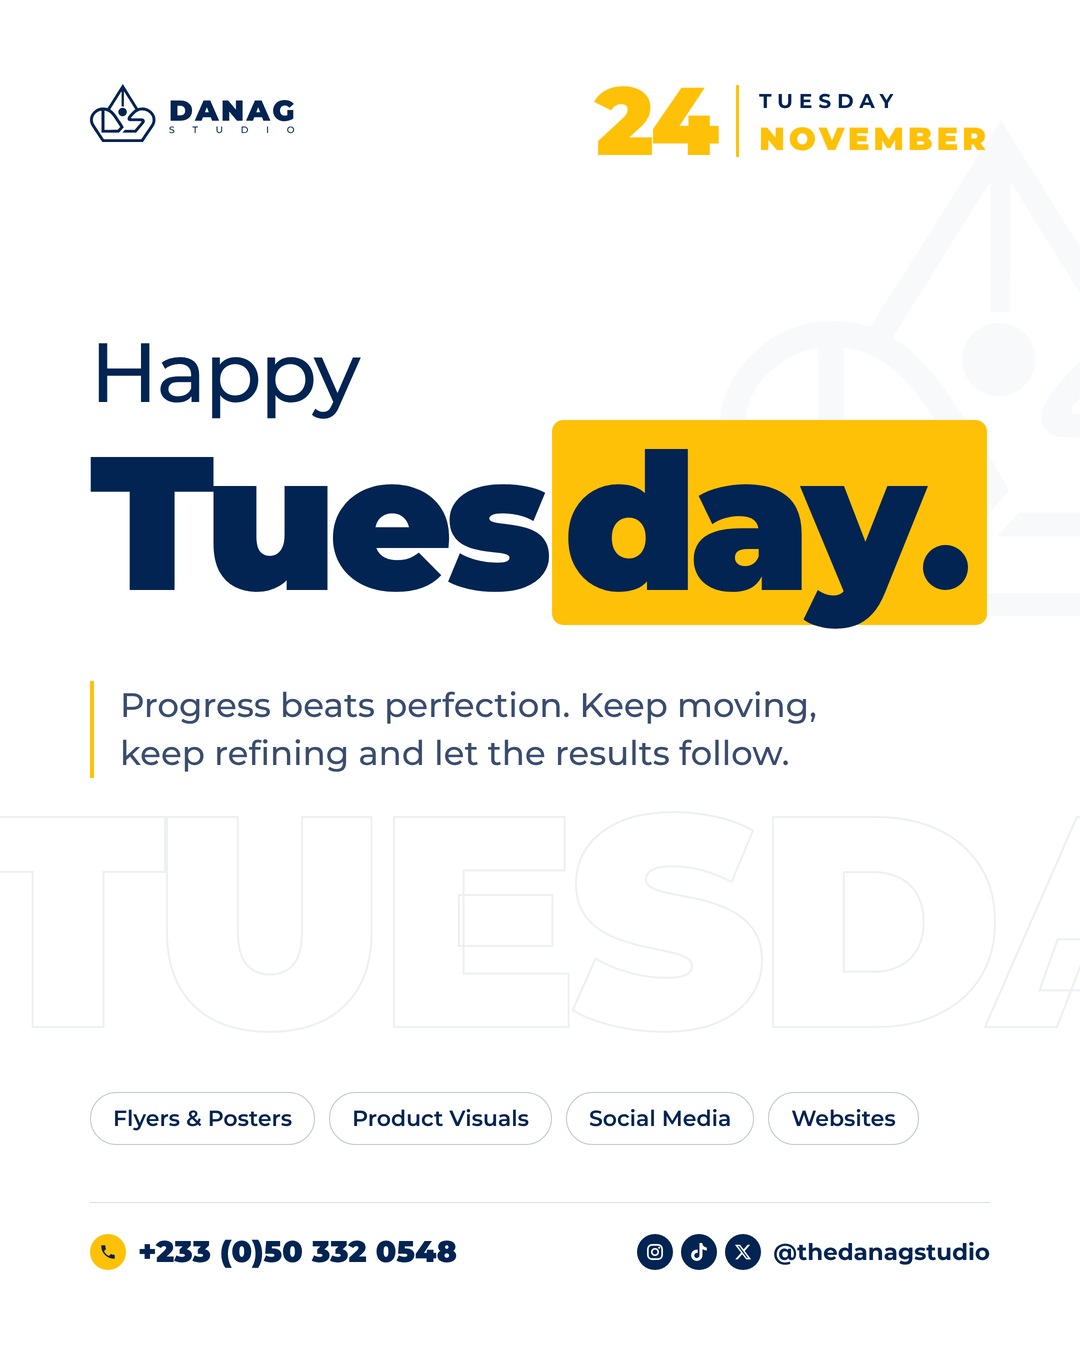 DANAG
STUDIO
24
TUESDAY
NOVEMBER
Happy
Tuesday.
Progress beats perfection. Keep moving,
keep refining and let the results follow.
TUESDA
Flyers & Posters
Product Visuals
Social Media
Websites
+233 (0)50 332 0548
@thedanagstudio